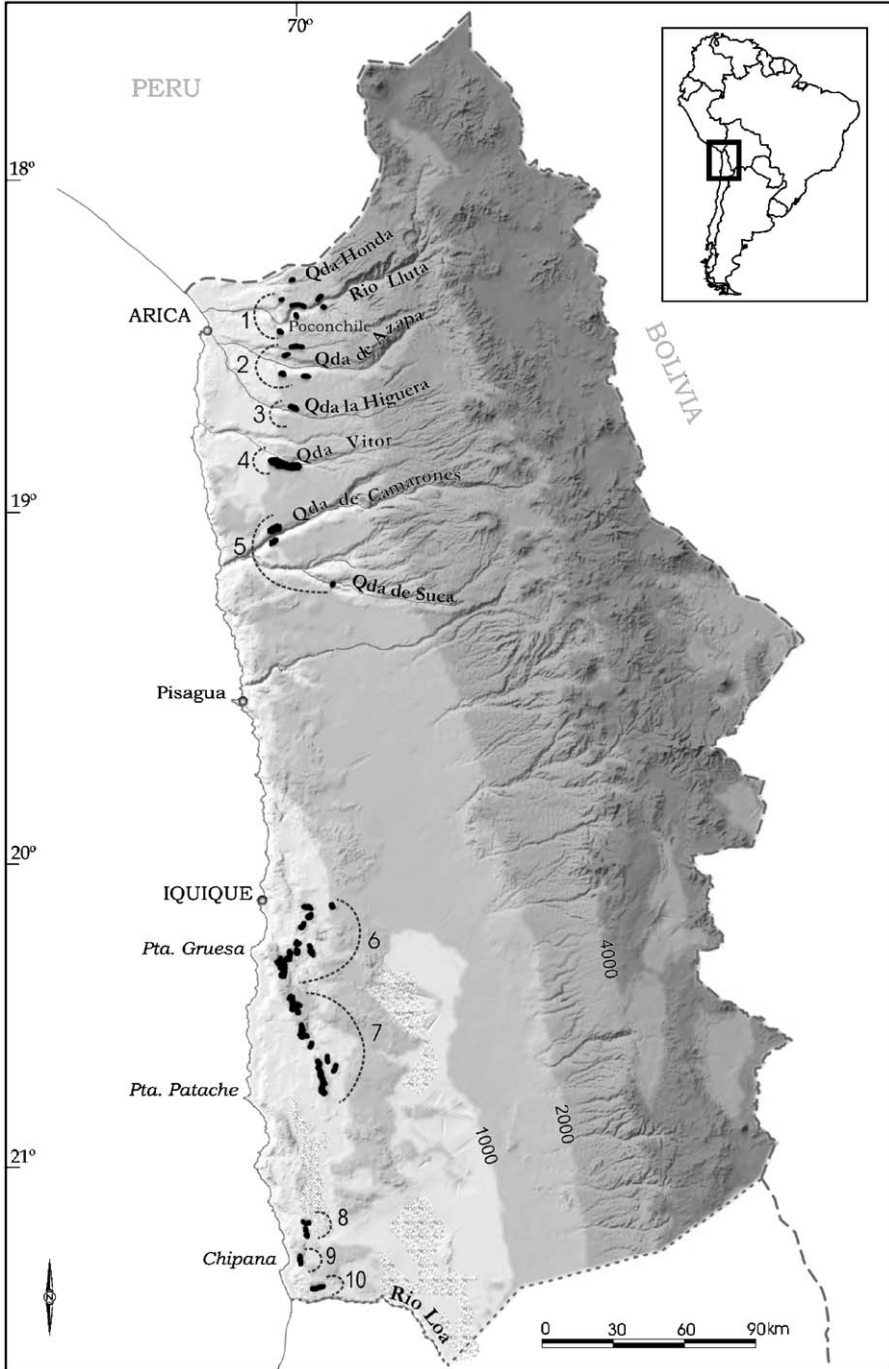 70º
PERU
18º
Qda Honda
Rio Lluta
ARICA
1
Poconchile
Qda de Azapa
2
BOLIVIA
3
Qda la Higuera
4
Qda Vitor
19º
Qda de Camarones
5
Qda de Suca
Pisagua
20º
IQUIQUE
6
Pta. Gruesa
4000
7
Pta. Patache
1000
2000
21º
8
Chipana
9
10
Rio Loa
0 30 60 90km